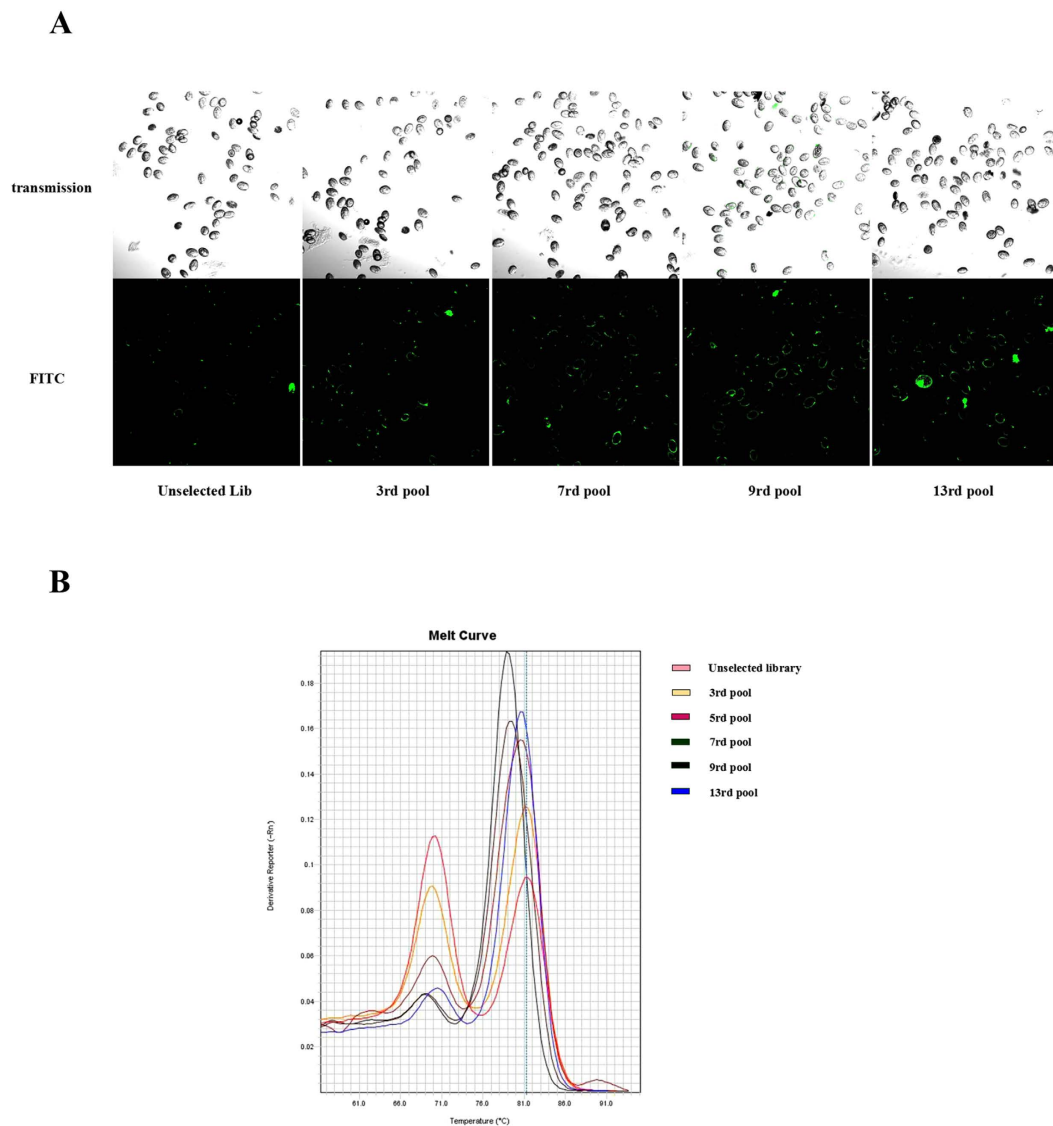 A
transmission
FITC
Unselected Lib 3rd pool 7rd pool 9rd pool 13rd pool
B
Melt Curve
Derivative Reporter (-Rn')
0.18
0.16
0.14
0.12
0.1
0.08
0.06
0.04
0.02
61.0 66.0 71.0 76.0 81.0 86.0 91.0
Temperature (°C)
Unselected library
3rd pool
5rd pool
7rd pool
9rd pool
13rd pool